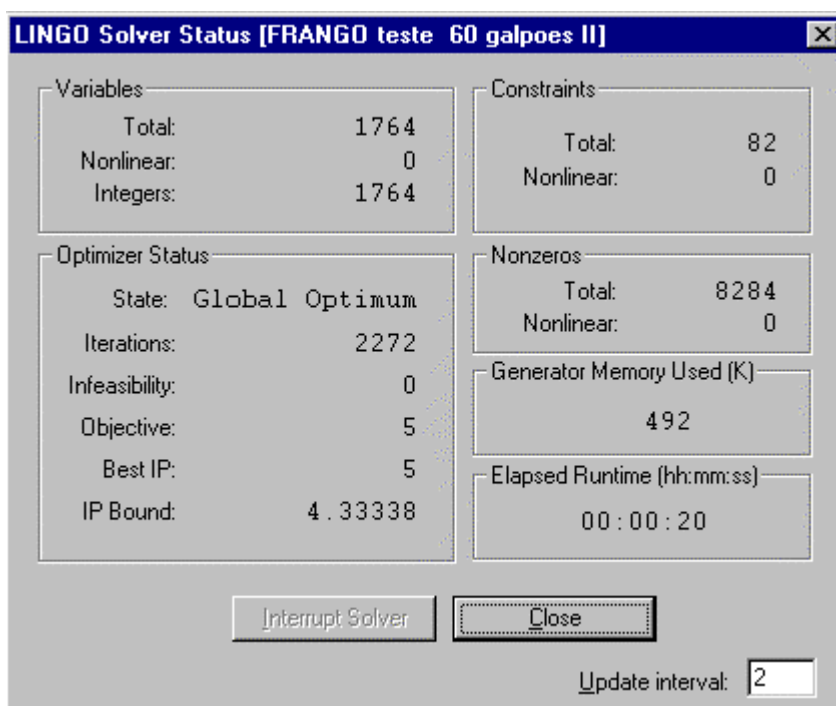 LINGO Solver Status [FRANGO teste 60 galpoes II]
Variables
Total: 1764
Nonlinear: 0
Integers: 1764
Optimizer Status
State: Global Optimum
Iterations: 2272
Infeasibility: 0
Objective: 5
Best IP: 5
IP Bound: 4.33338
Constraints
Total: 82
Nonlinear: 0
Nonzeros
Total: 8284
Nonlinear: 0
Generator Memory Used (K)
492
Elapsed Runtime (hh:mm:ss)
00:00:20
Interrupt Solver
Close
Update interval: 2